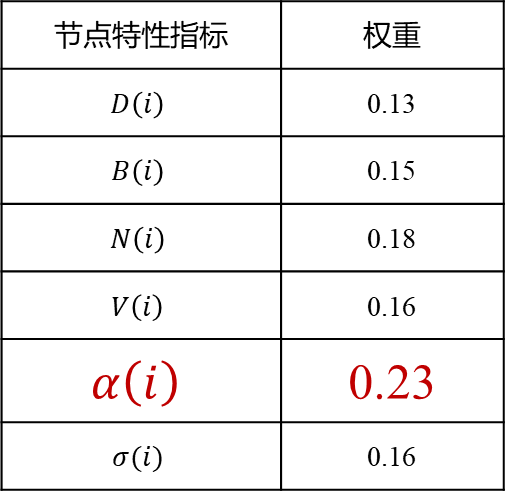 节点特性指标 权重
D(i) 0.13
B(i) 0.15
N(i) 0.18
V(i) 0.16
α(i) 0.23
σ(i) 0.16